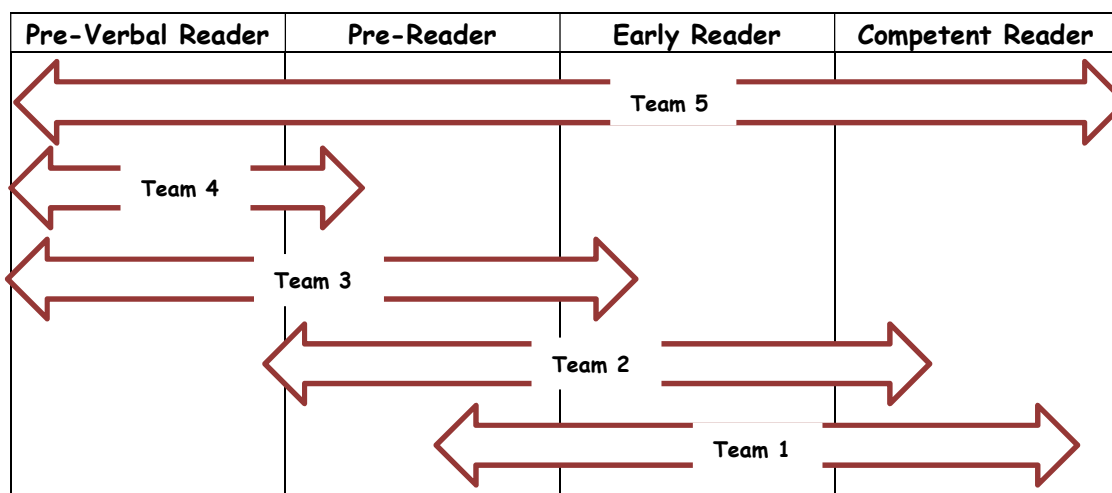 Pre-Verbal Reader Pre-Reader Early Reader Competent Reader
Team 5
Team 4
Team 3
Team 2
Team 1